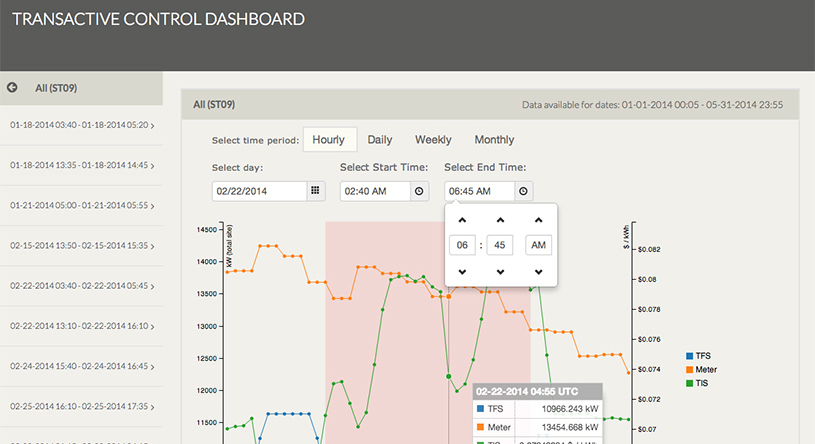 TRANSACTIVE CONTROL DASHBOARD
All (ST09)
01-18-2014 03:40 - 01-18-2014 05:20
01-18-2014 13:35 - 01-18-2014 14:45
01-21-2014 05:00 - 01-21-2014 05:55
02-15-2014 13:50 - 02-15-2014 15:35
02-22-2014 03:40 - 02-22-2014 05:45
02-22-2014 13:10 - 02-22-2014 16:10
02-24-2014 15:40 - 02-24-2014 16:45
02-25-2014 16:10 - 02-25-2014 17:35
All (ST09)
Data available for dates: 01-01-2014 00:05 - 05-31-2014 23:55
Select time period: Hourly Daily Weekly Monthly
Select day: Select Start Time: Select End Time:
02/22/2014 02:40 AM 06:45 AM
06 : 45 AM
kW (total site)
14500
14000
13500
13000
12500
12000
11500
$ / kWh
$0.082
$0.08
$0.078
$0.076
$0.074
$0.072
$0.07
TFS
Meter
TIS
02-22-2014 04:55 UTC
TFS 10966.243 kW
Meter 13454.668 kW